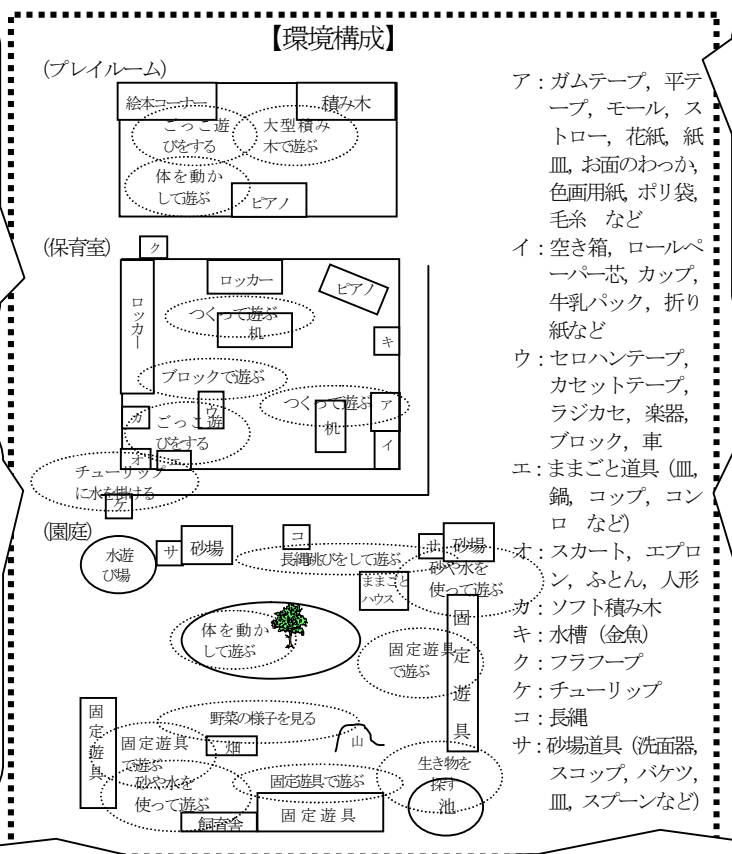 【環境構成】
(プレイルーム)
絵本コーナー
積み木
ごっこ遊
びをする
大型積み
木で遊ぶ
体を動か
して遊ぶ
ピアノ
(保育室)
ク
ロッカー
ロッカー
ピアノ
つくって遊ぶ
机
キ
ブロックで遊ぶ
つくって遊ぶ
ア
机
イ
ガ
ウ
ごっこ遊
びをする
オ
エ
チューリップ
に水を掛ける
ケ
(園庭)
水遊
び場
サ
砂場
コ
長縄跳びをして遊ぶ
サ
砂場
砂や水を
使って遊ぶ
ままごと
ハウス
体を動か
して遊ぶ
固定遊具
で遊ぶ
固定遊具
固定遊具
野菜の様子を見る
畑
山
固定遊具
で遊ぶ
砂や水を
使って遊ぶ
固定遊具で遊ぶ
生き物を
探す
池
飼育舎
固定遊具
ア：ガムテープ，平テ
ープ，モール，ス
トロー，花紙，紙
皿，お面のわっか，
色画用紙，ポリ袋，
毛糸　など
イ：空き箱，ロールペ
ーパー芯，カップ，
牛乳パック，折り
紙など
ウ：セロハンテープ，
カセットテープ，
ラジカセ，楽器，
ブロック，車
エ：ままごと道具（皿，
鍋，コップ，コン
ロ　など）
オ：スカート，エプロ
ン，ふとん，人形
ガ：ソフト積み木
キ：水槽（金魚）
ク：フラフープ
ケ：チューリップ
コ：長縄
サ：砂場道具（洗面器，
スコップ，バケツ，
皿，スプーンなど）